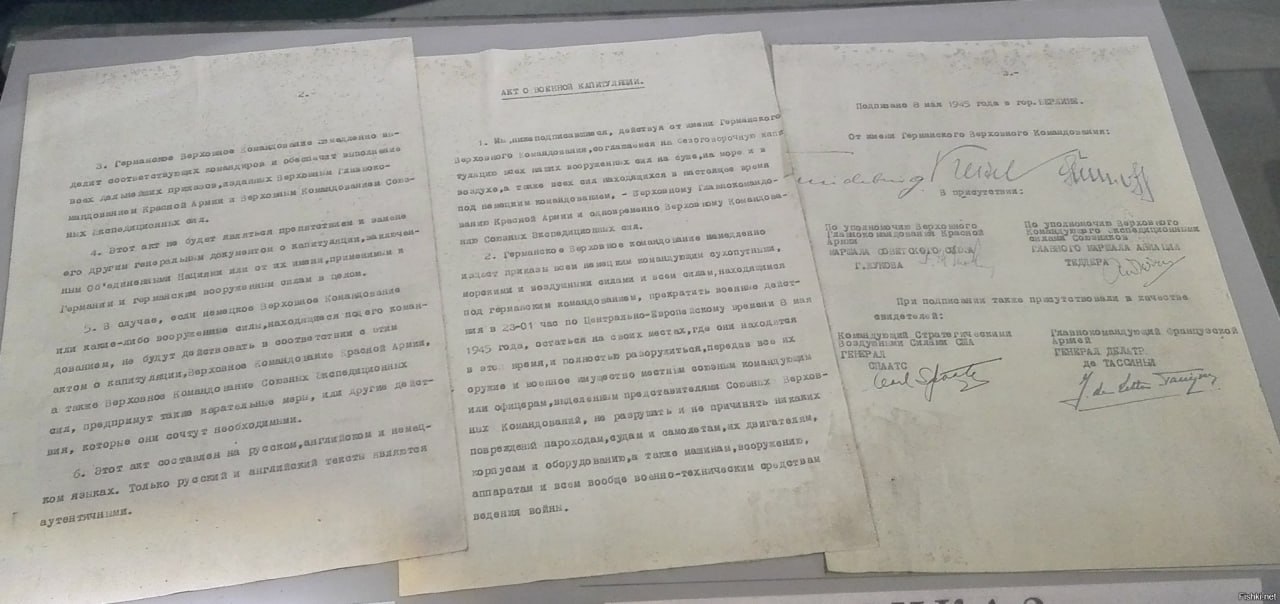 2.-
3. Германское Верховное Командование немедленно вы-
делит соответствующих командиров и обеспечит выполнение
всех дальнейших приказов,изданных Верховным Главноко-
мандованием Красной Армии и Верховным Командованием Союз-
ных Экспедиционных сил.
4. Этот акт не будет являться препятствием к замене
его другим генеральным документом о капитуляции,заключен-
ным Об'единенными Нациями или от их имени,применимым к
Германии и германским вооруженным силам в целом.
5. В случае, если немецкое Верховное Командование
или какие-либо вооруженные силы,находящиеся под его коман-
дованием, не будут действовать в соответствии с этим
актом о капитуляции,Верховное Командование Красной Армии,
а также Верховное Командование Союзных Экспедиционных
сил, предпримут такие карательные меры, или другие дейст-
вия, которые они сочтут необходимыми.
6. Этот акт составлен на русском,английском и немец-
ком языках. Только русский и английский тексты являются
аутентичными.
АКТ О ВОЕННОЙ КАПИТУЛЯЦИИ.
1. Мы,нижеподписавшиеся, действуя от имени Германского
Верховного Командования,соглашаемся на безоговорочную капи
туляцию всех наших вооруженных сил на суше,на море и в
воздухе,а также всех сил находящихся в настоящее время
под немецким командованием, – Верховному Главнокомандо-
ванию Красной Армии и одновременно Верховному Командова-
нию Союзных Экспедиционных сил.
2. Германское Верховное командование немедленно
издаст приказы всем немецким командующим сухопутными,
морскими и воздушными силами и всем силам,находящимся
под германским командованием, прекратить военные дейст-
вия в 23-01 час по Центрально-Европейскому времени 8 мая
1945 года, остаться на своих местах,где они находятся
в это время,и полностью разоружиться,передав все их
оружие и военное имущество местным союзным командующим
или офицерам,выделенным представителями Союзных Верхов-
ных Командований, не разрушать и не причинять никаких
повреждений пароходам,судам и самолетам,их двигателям,
корпусам и оборудованию,а также машинам,вооружению,
аппаратам и всем вообще военно-техническим средствам
ведения войны.
3.-
Подписано 8 мая 1945 года в гор.БЕРЛИНЕ.
От имени Германского Верховного Командования:
Keitel
В присутствии:
По уполномочию Верховного
Главнокомандования Красной
Армии
МАРШАЛА СОВЕТСКОГО СОЮЗА
Г.ЖУКОВА
По уполномочию Верховного
Командующего экспедиционными
силами Союзников
ГЛАВНОГО МАРШАЛА АВИАЦИИ
ТЕДДЕРА
При подписании также присутствовали в качестве
свидетелей:
Командующий Стратегическими
Воздушными Силами США
ГЕНЕРАЛ
СПААТС
Carl Spaatz
Главнокомандующий Французской
Армией
ГЕНЕРАЛ ДЕЛАТР
де ТАССИНЬИ
J. de Lattre Tassigny
Fishki.net